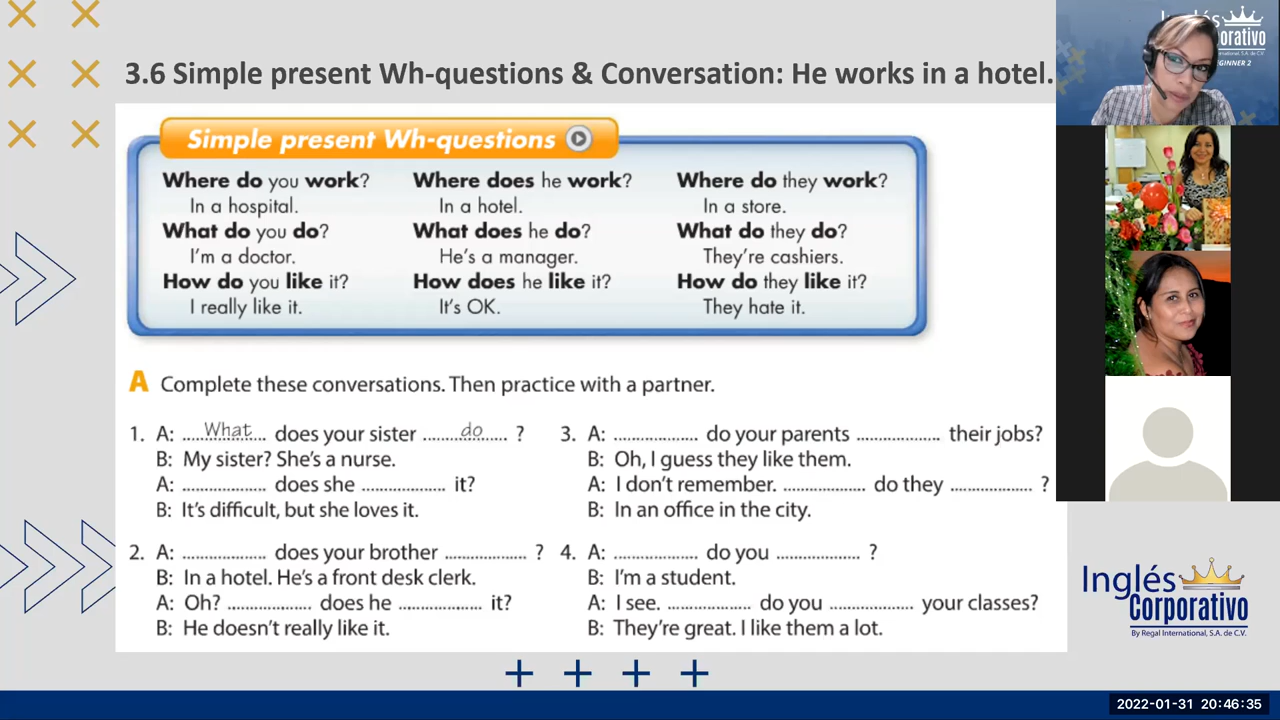 3.6 Simple present Wh-questions & Conversation: He works in a hotel.
Simple present Wh-questions
Where do you work?
In a hospital.
What do you do?
I'm a doctor.
How do you like it?
I really like it.
Where does he work?
In a hotel.
What does he do?
He's a manager.
How does he like it?
It's OK.
Where do they work?
In a store.
What do they do?
They're cashiers.
How do they like it?
They hate it.
A Complete these conversations. Then practice with a partner.
1. A: ......What...... does your sister ......do...... ?
B: My sister? She's a nurse.
A: .................... does she .................... it?
B: It's difficult, but she loves it.
2. A: .................... does your brother .................... ?
B: In a hotel. He's a front desk clerk.
A: Oh? .................... does he .................... it?
B: He doesn't really like it.
3. A: .................... do your parents .................... their jobs?
B: Oh, I guess they like them.
A: I don't remember. .................... do they .................... ?
B: In an office in the city.
4. A: .................... do you .................... ?
B: I'm a student.
A: I see. .................... do you .................... your classes?
B: They're great. I like them a lot.
Inglés
Corporativo
By Regal International, S.A. de C.V.
2022-01-31 20:46:35